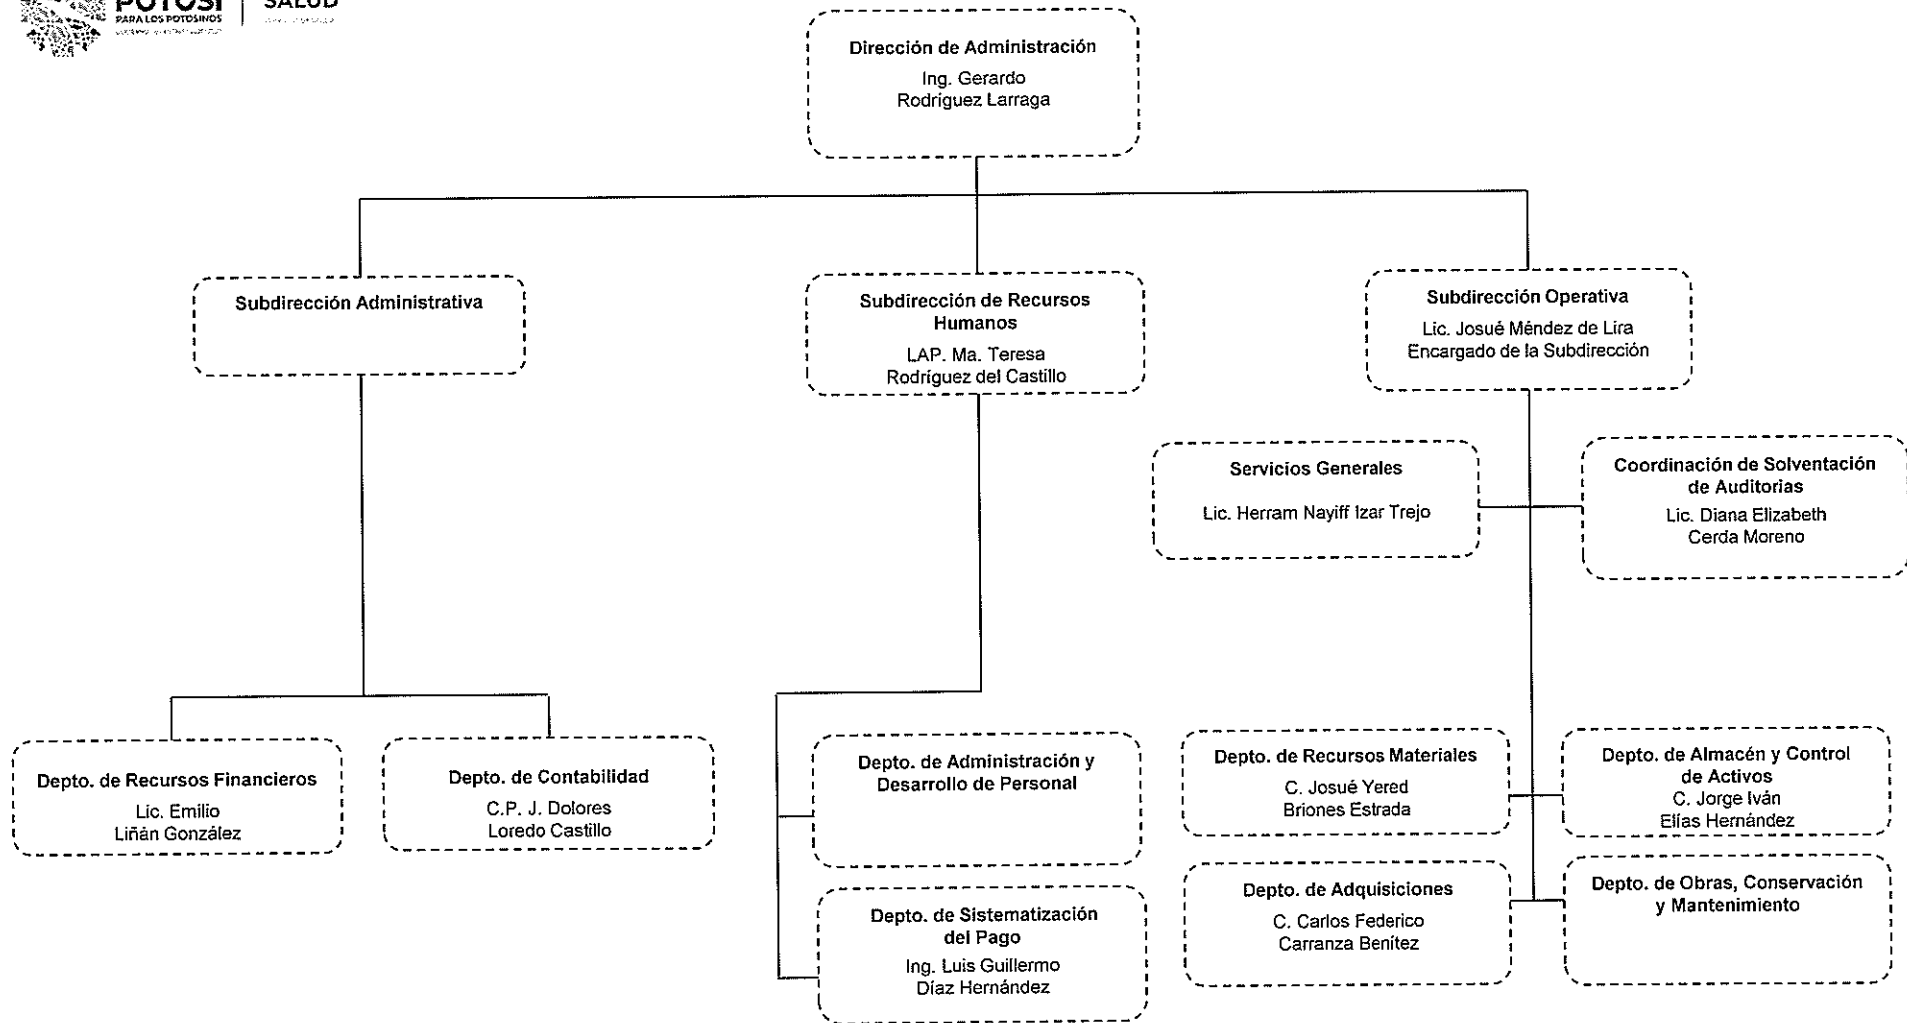 POTOSÍ
PARA LOS POTOSINOS
SALUD
Dirección de Administración
Ing. Gerardo
Rodríguez Larraga
Subdirección Administrativa
Subdirección de Recursos
Humanos
LAP. Ma. Teresa
Rodríguez del Castillo
Subdirección Operativa
Lic. Josué Méndez de Lira
Encargado de la Subdirección
Servicios Generales
Lic. Herram Nayiff Izar Trejo
Coordinación de Solventación
de Auditorias
Lic. Diana Elizabeth
Cerda Moreno
Depto. de Recursos Financieros
Lic. Emilio
Liñán González
Depto. de Contabilidad
C.P. J. Dolores
Loredo Castillo
Depto. de Administración y
Desarrollo de Personal
Depto. de Sistematización
del Pago
Ing. Luis Guillermo
Díaz Hernández
Depto. de Recursos Materiales
C. Josué Yered
Briones Estrada
Depto. de Almacén y Control
de Activos
C. Jorge Iván
Elías Hernández
Depto. de Adquisiciones
C. Carlos Federico
Carranza Benítez
Depto. de Obras, Conservación
y Mantenimiento